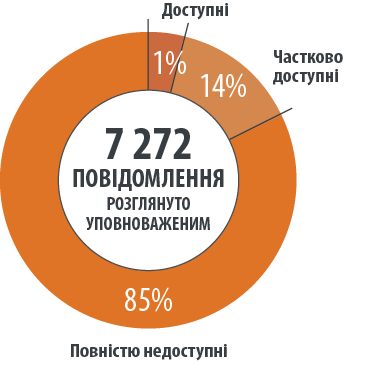 Доступні
1%
Частково
доступні
14%
7 272
ПОВІДОМЛЕННЯ
РОЗГЛЯНУТО
УПОВНОВАЖЕНИМ
85%
Повністю недоступні